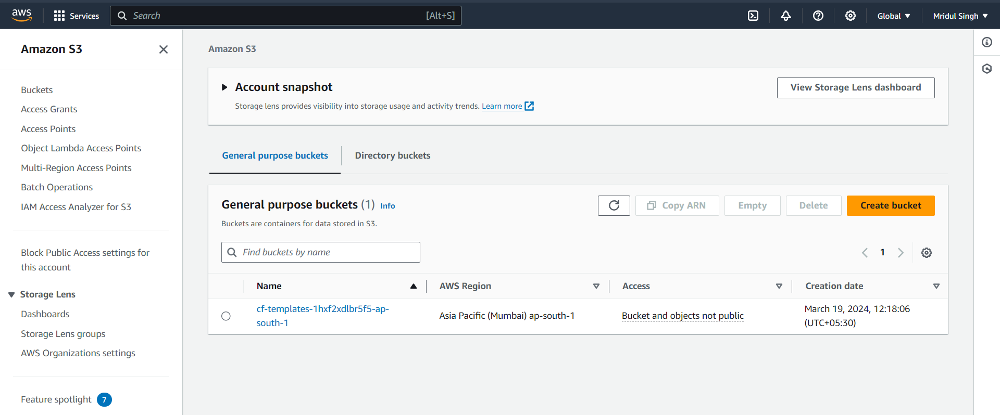 aws
Services
Search [Alt+S]
Global
Mridul Singh
Amazon S3
Buckets
Access Grants
Access Points
Object Lambda Access Points
Multi-Region Access Points
Batch Operations
IAM Access Analyzer for S3
Block Public Access settings for
this account
Storage Lens
Dashboards
Storage Lens groups
AWS Organizations settings
Feature spotlight 7
Amazon S3
Account snapshot
View Storage Lens dashboard
Storage lens provides visibility into storage usage and activity trends. Learn more
General purpose buckets
Directory buckets
General purpose buckets (1) Info
Copy ARN
Empty
Delete
Create bucket
Buckets are containers for data stored in S3.
Find buckets by name
1
Name
AWS Region
Access
Creation date
cf-templates-1hxf2xdlbr5f5-ap-
south-1
Asia Pacific (Mumbai) ap-south-1
Bucket and objects not public
March 19, 2024, 12:18:06
(UTC+05:30)